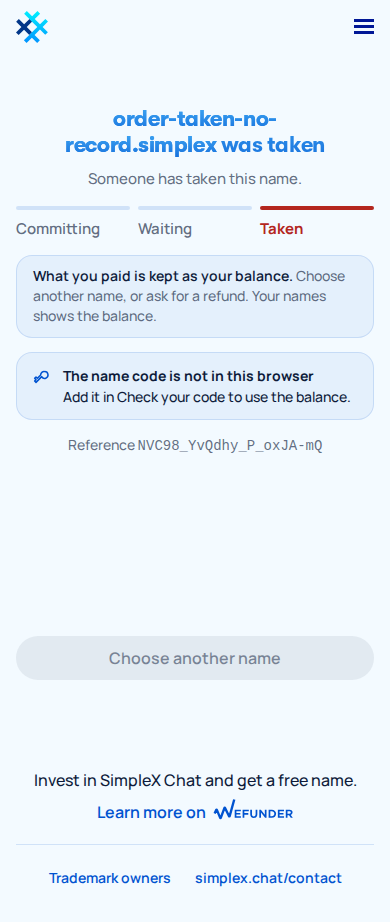 order-taken-no-
record.simplex was taken
Someone has taken this name.
Committing
Waiting
Taken
What you paid is kept as your balance. Choose
another name, or ask for a refund. Your names
shows the balance.
The name code is not in this browser
Add it in Check your code to use the balance.
Reference NVC98_YvQdhy_P_oxJA-mQ
Choose another name
Invest in SimpleX Chat and get a free name.
Learn more on WEFUNDER
Trademark owners
simplex.chat/contact